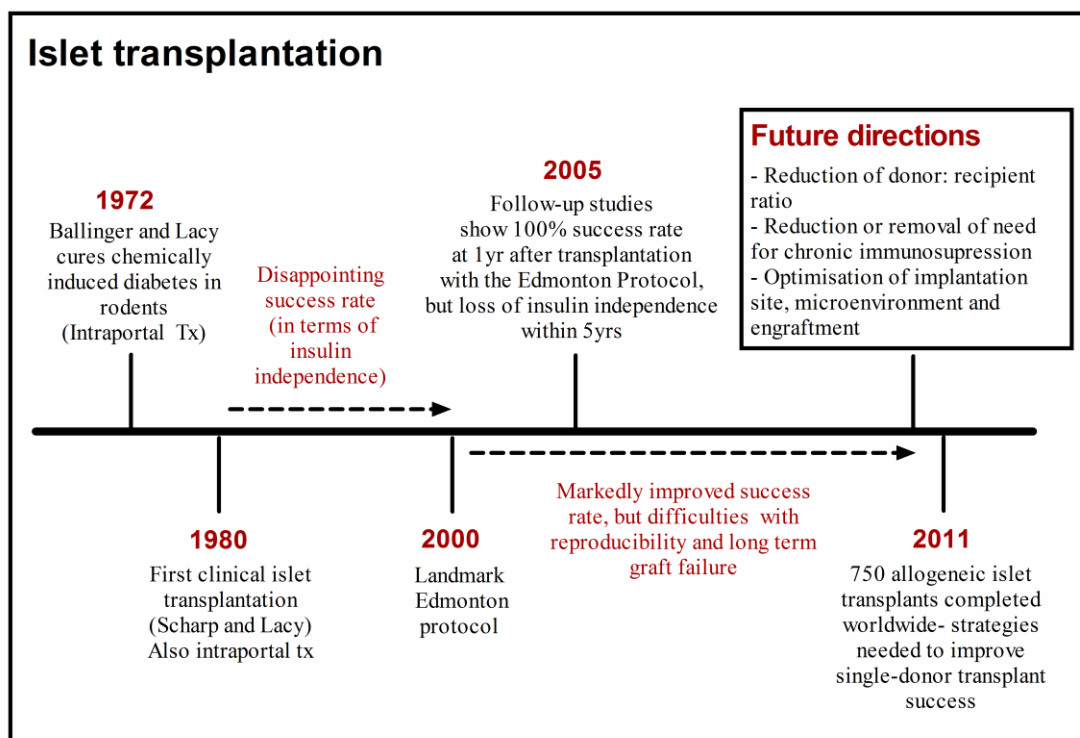 Islet transplantation
1972
Ballinger and Lacy
cures chemically
induced diabetes in
rodents
(Intraportal Tx)
Disappointing
success rate
(in terms of
insulin
independence)
2005
Follow-up studies
show 100% success rate
at 1yr after transplantation
with the Edmonton Protocol,
but loss of insulin independence
within 5yrs
Future directions
- Reduction of donor: recipient
ratio
- Reduction or removal of need
for chronic immunosupression
- Optimisation of implantation
site, microenvironment and
engraftment
1980
First clinical islet
transplantation
(Scharp and Lacy)
Also intraportal tx
2000
Landmark
Edmonton
protocol
Markedly improved success
rate, but difficulties with
reproducibility and long term
graft failure
2011
750 allogeneic islet
transplants completed
worldwide- strategies
needed to improve
single-donor transplant
success